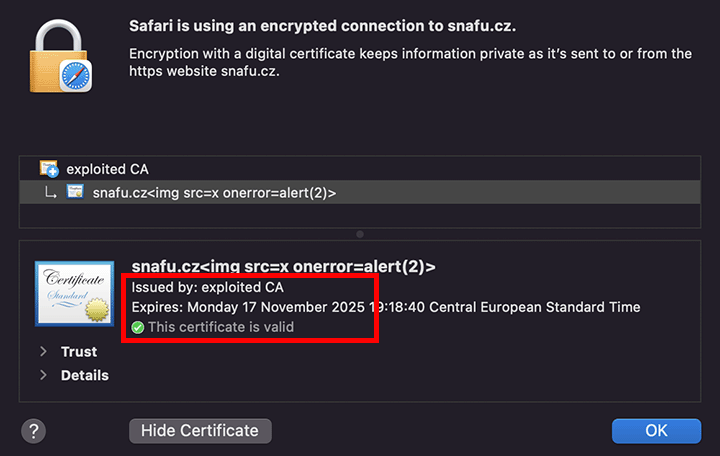 Safari is using an encrypted connection to snafu.cz.
Encryption with a digital certificate keeps information private as it’s sent to or from the
https website snafu.cz.
exploited CA
snafu.cz<img src=x onerror=alert(2)>
Certificate
Standard
snafu.cz<img src=x onerror=alert(2)>
Issued by: exploited CA
Expires: Monday 17 November 2025 19:18:40 Central European Standard Time
This certificate is valid
Trust
Details
?
Hide Certificate
OK